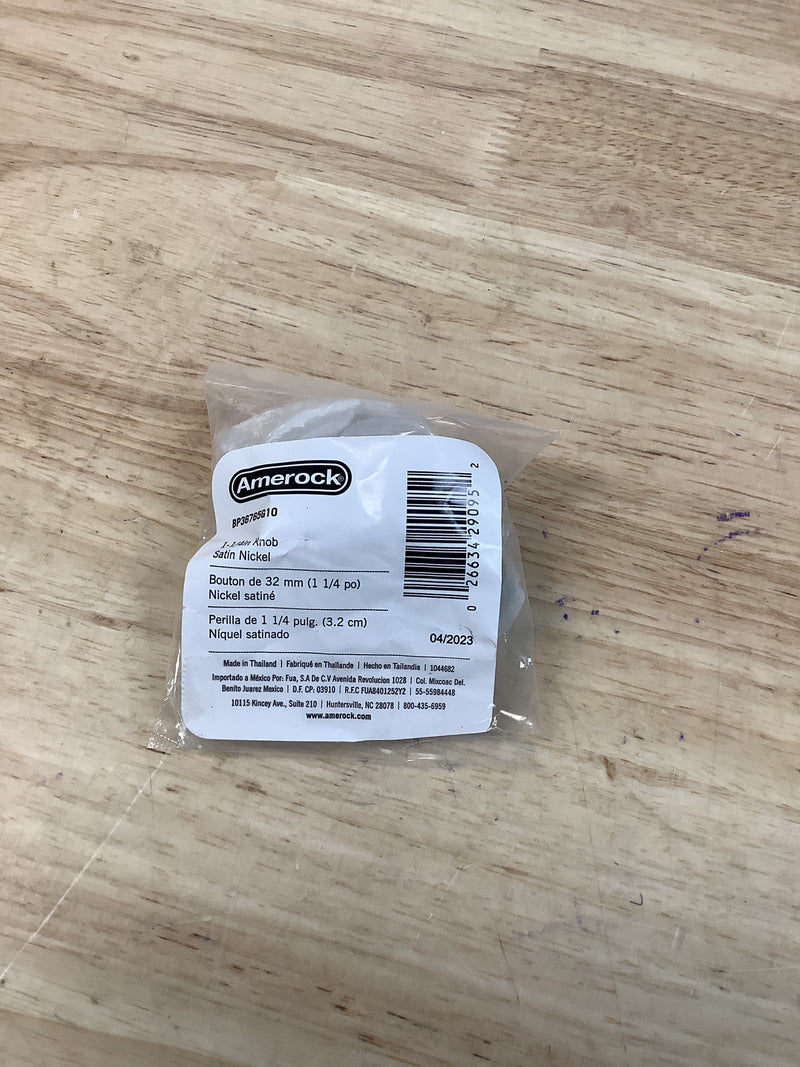 Amerock
BP36765G10
Knob
Satin Nickel
Bouton de 32 mm (1 1/4 po)
Nickel satiné
Perilla de 1 1/4 pulg. (3.2 cm)
Níquel satinado
04/2023
0 26634 29095 2
Made in Thailand | Fabriqué en Thaïlande | Hecho en Tailandia | 1044682
Importado a México Por: Fua, S.A De C.V Avenida Revolucion 1028 | Col. Mixcoac Del.
Benito Juarez Mexico | D.F. CP: 03910 | R.F.C FUA8401252Y2 | 55-55984448
10115 Kincey Ave., Suite 210 | Huntersville, NC 28078 | 800-435-6959
www.amerock.com